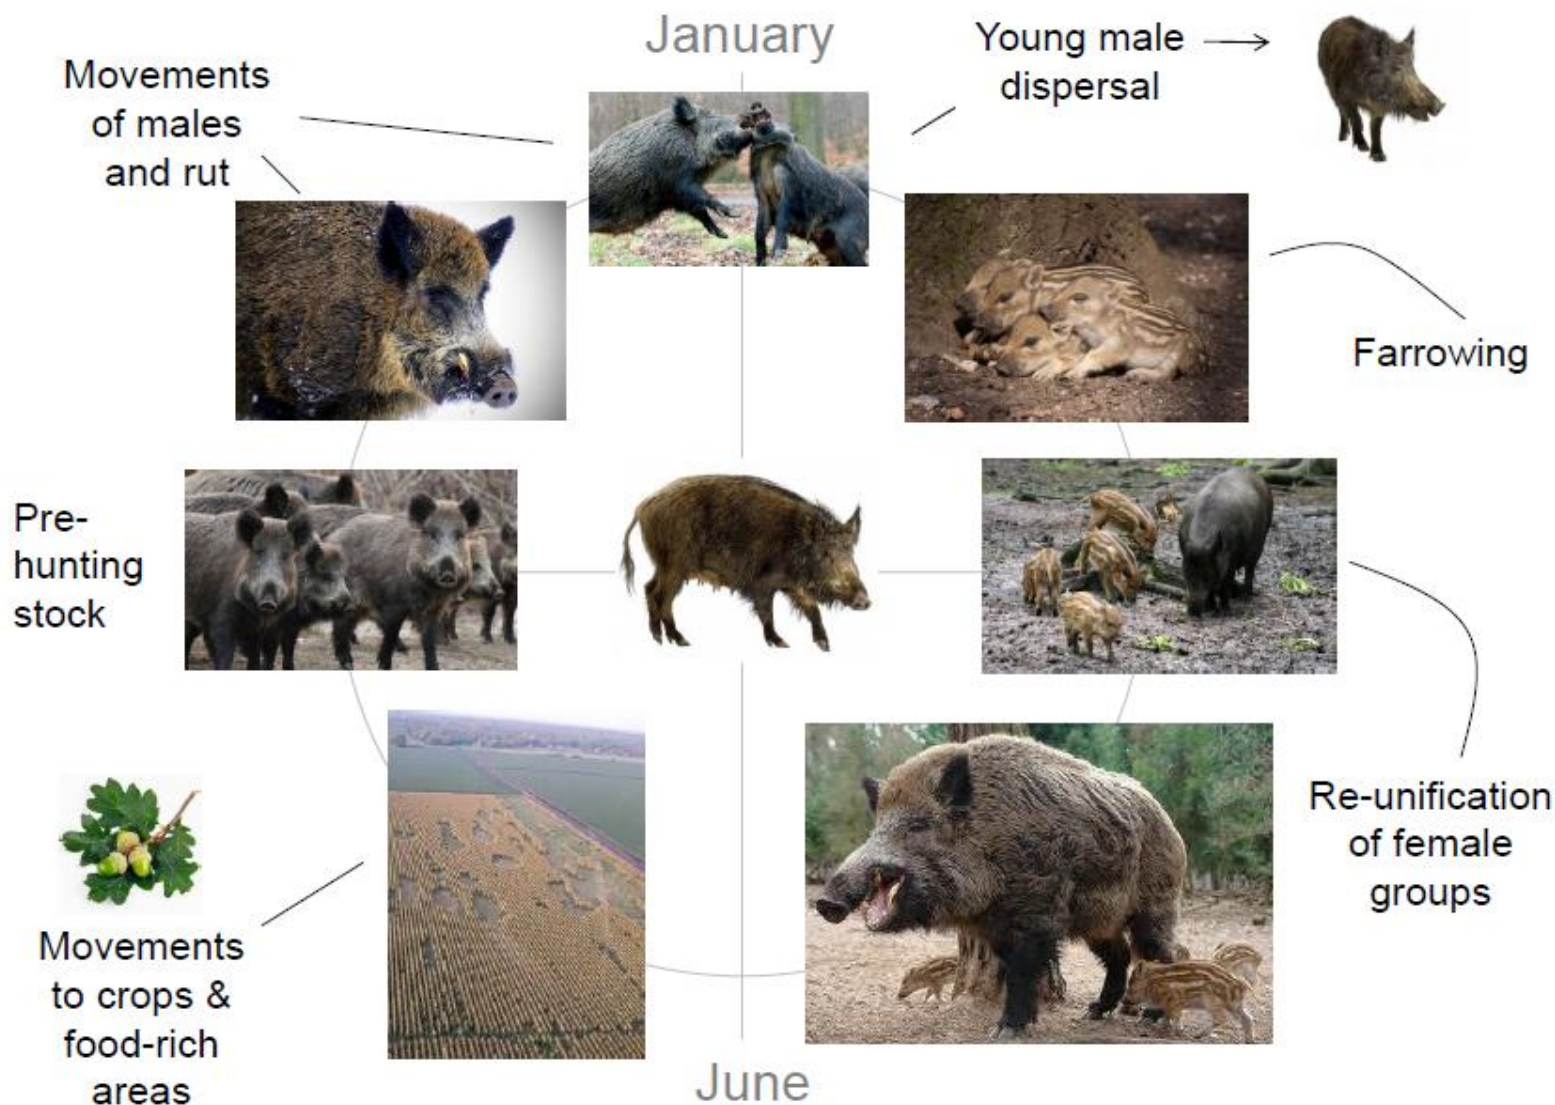 January
Young male
dispersal
Movements
of males
and rut
Farrowing
Pre-
hunting
stock
Re-unification
of female
groups
Movements
to crops &
food-rich
areas
June